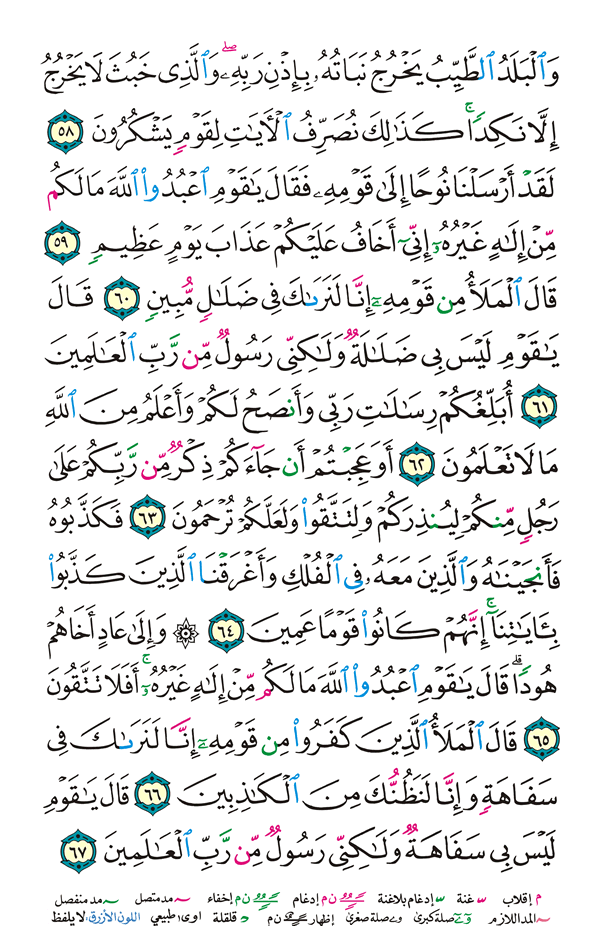 وَٱلْبَلَدُ ٱلطَّيِّبُ يَخْرُجُ نَبَاتُهُۥ بِإِذْنِ رَبِّهِۦۖ وَٱلَّذِى خَبُثَ لَا يَخْرُجُ
إِلَّا نَكِدًاۚ كَذَٰلِكَ نُصَرِّفُ ٱلْأَيَٰتِ لِقَوْمٍ يَشْكُرُونَ ٥٨
لَقَدْ أَرْسَلْنَا نُوحًا إِلَىٰ قَوْمِهِۦ فَقَالَ يَٰقَوْمِ ٱعْبُدُوا۟ ٱللَّهَ مَا لَكُم
مِّنْ إِلَٰهٍ غَيْرُهُۥٓ إِنِّىٓ أَخَافُ عَلَيْكُمْ عَذَابَ يَوْمٍ عَظِيمٍ ٥٩
قَالَ ٱلْمَلَأُ مِن قَوْمِهِۦٓ إِنَّا لَنَرَىٰكَ فِى ضَلَٰلٍ مُّبِينٍ ٦٠ قَالَ
يَٰقَوْمِ لَيْسَ بِى ضَلَٰلَةٌ وَلَٰكِنِّى رَسُولٌ مِّن رَّبِّ ٱلْعَٰلَمِينَ
٦١ أُبَلِّغُكُمْ رِسَٰلَٰتِ رَبِّى وَأَنصَحُ لَكُمْ وَأَعْلَمُ مِنَ ٱللَّهِ
مَا لَا تَعْلَمُونَ ٦٢ أَوَعَجِبْتُمْ أَن جَآءَكُمْ ذِكْرٌ مِّن رَّبِّكُمْ عَلَىٰ
رَجُلٍ مِّنكُمْ لِيُنذِرَكُمْ وَلِتَتَّقُوا۟ وَلَعَلَّكُمْ تُرْحَمُونَ ٦٣ فَكَذَّبُوهُ
فَأَنجَيْنَٰهُ وَٱلَّذِينَ مَعَهُۥ فِى ٱلْفُلْكِ وَأَغْرَقْنَا ٱلَّذِينَ كَذَّبُوا۟
بِـَٔايَٰتِنَآۚ إِنَّهُمْ كَانُوا۟ قَوْمًا عَمِينَ ٦٤ ۞ وَإِلَىٰ عَادٍ أَخَاهُمْ
هُودًاۗ قَالَ يَٰقَوْمِ ٱعْبُدُوا۟ ٱللَّهَ مَا لَكُم مِّنْ إِلَٰهٍ غَيْرُهُۥٓۚ أَفَلَا تَتَّقُونَ
٦٥ قَالَ ٱلْمَلَأُ ٱلَّذِينَ كَفَرُوا۟ مِن قَوْمِهِۦٓ إِنَّا لَنَرَىٰكَ فِى
سَفَاهَةٍ وَإِنَّا لَنَظُنُّكَ مِنَ ٱلْكَٰذِبِينَ ٦٦ قَالَ يَٰقَوْمِ
لَيْسَ بِى سَفَاهَةٌ وَلَٰكِنِّى رَسُولٌ مِّن رَّبِّ ٱلْعَٰلَمِينَ ٦٧
م إقلاب غنة إدغام بلاغنة ن م إدغام ن م إخفاء مد متصل مد منفصل
المد اللازم صلة كبرى صلة صغرى إظهار ن م قلقلة اوى طبيعي اللون الأزرق: لا يلفظ